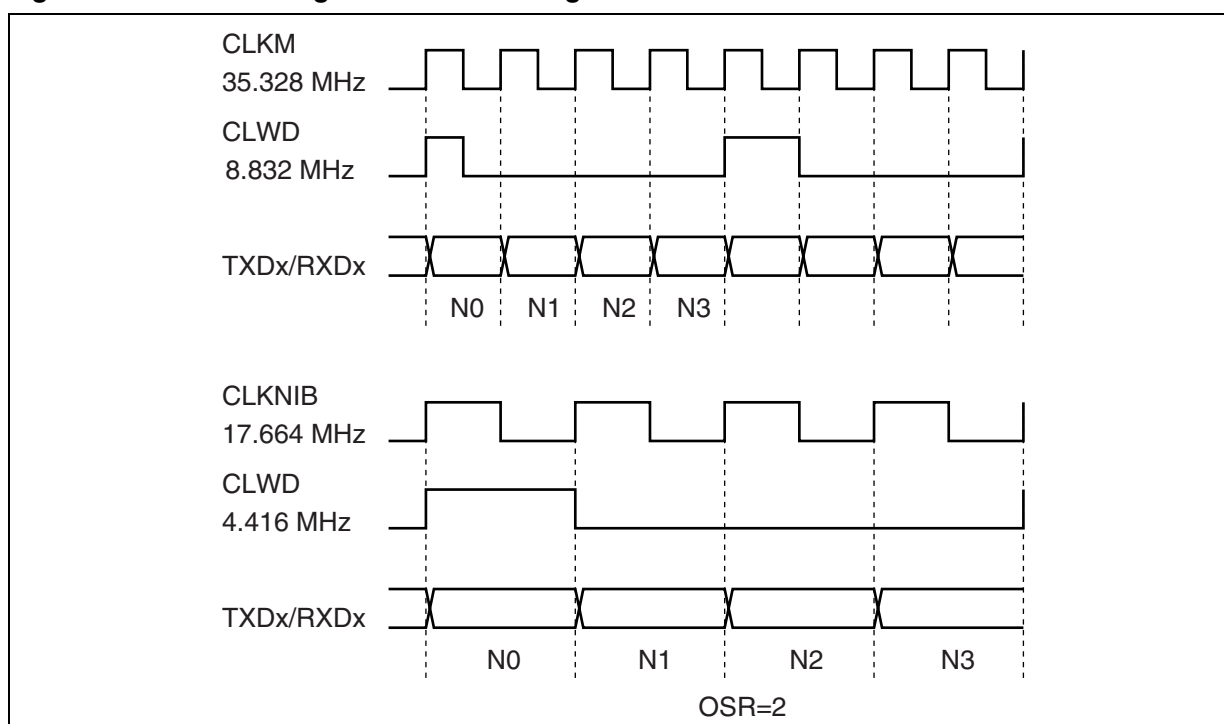 CLKM
35.328 MHz
CLWD
8.832 MHz
TXDx/RXDx
N0 N1 N2 N3
CLKNIB
17.664 MHz
CLWD
4.416 MHz
TXDx/RXDx
N0 N1 N2 N3
OSR=2